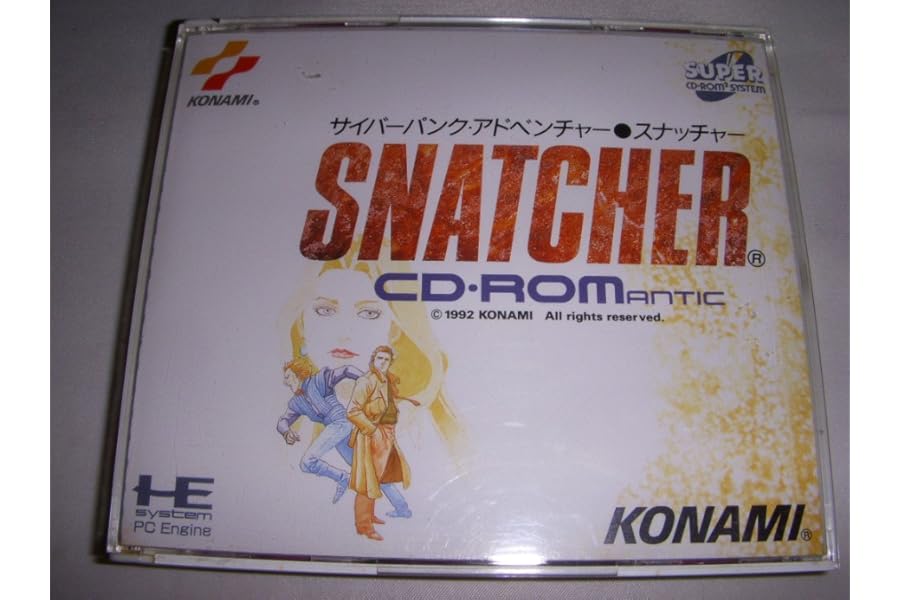 KONAMI®
SUPER
CD-ROM² SYSTEM
サイバーパンク・アドベンチャー●スナッチャー
SNATCHER®
CD・ROMANTIC
©1992 KONAMI All rights reserved.
HE
system
PC Engine
KONAMI®